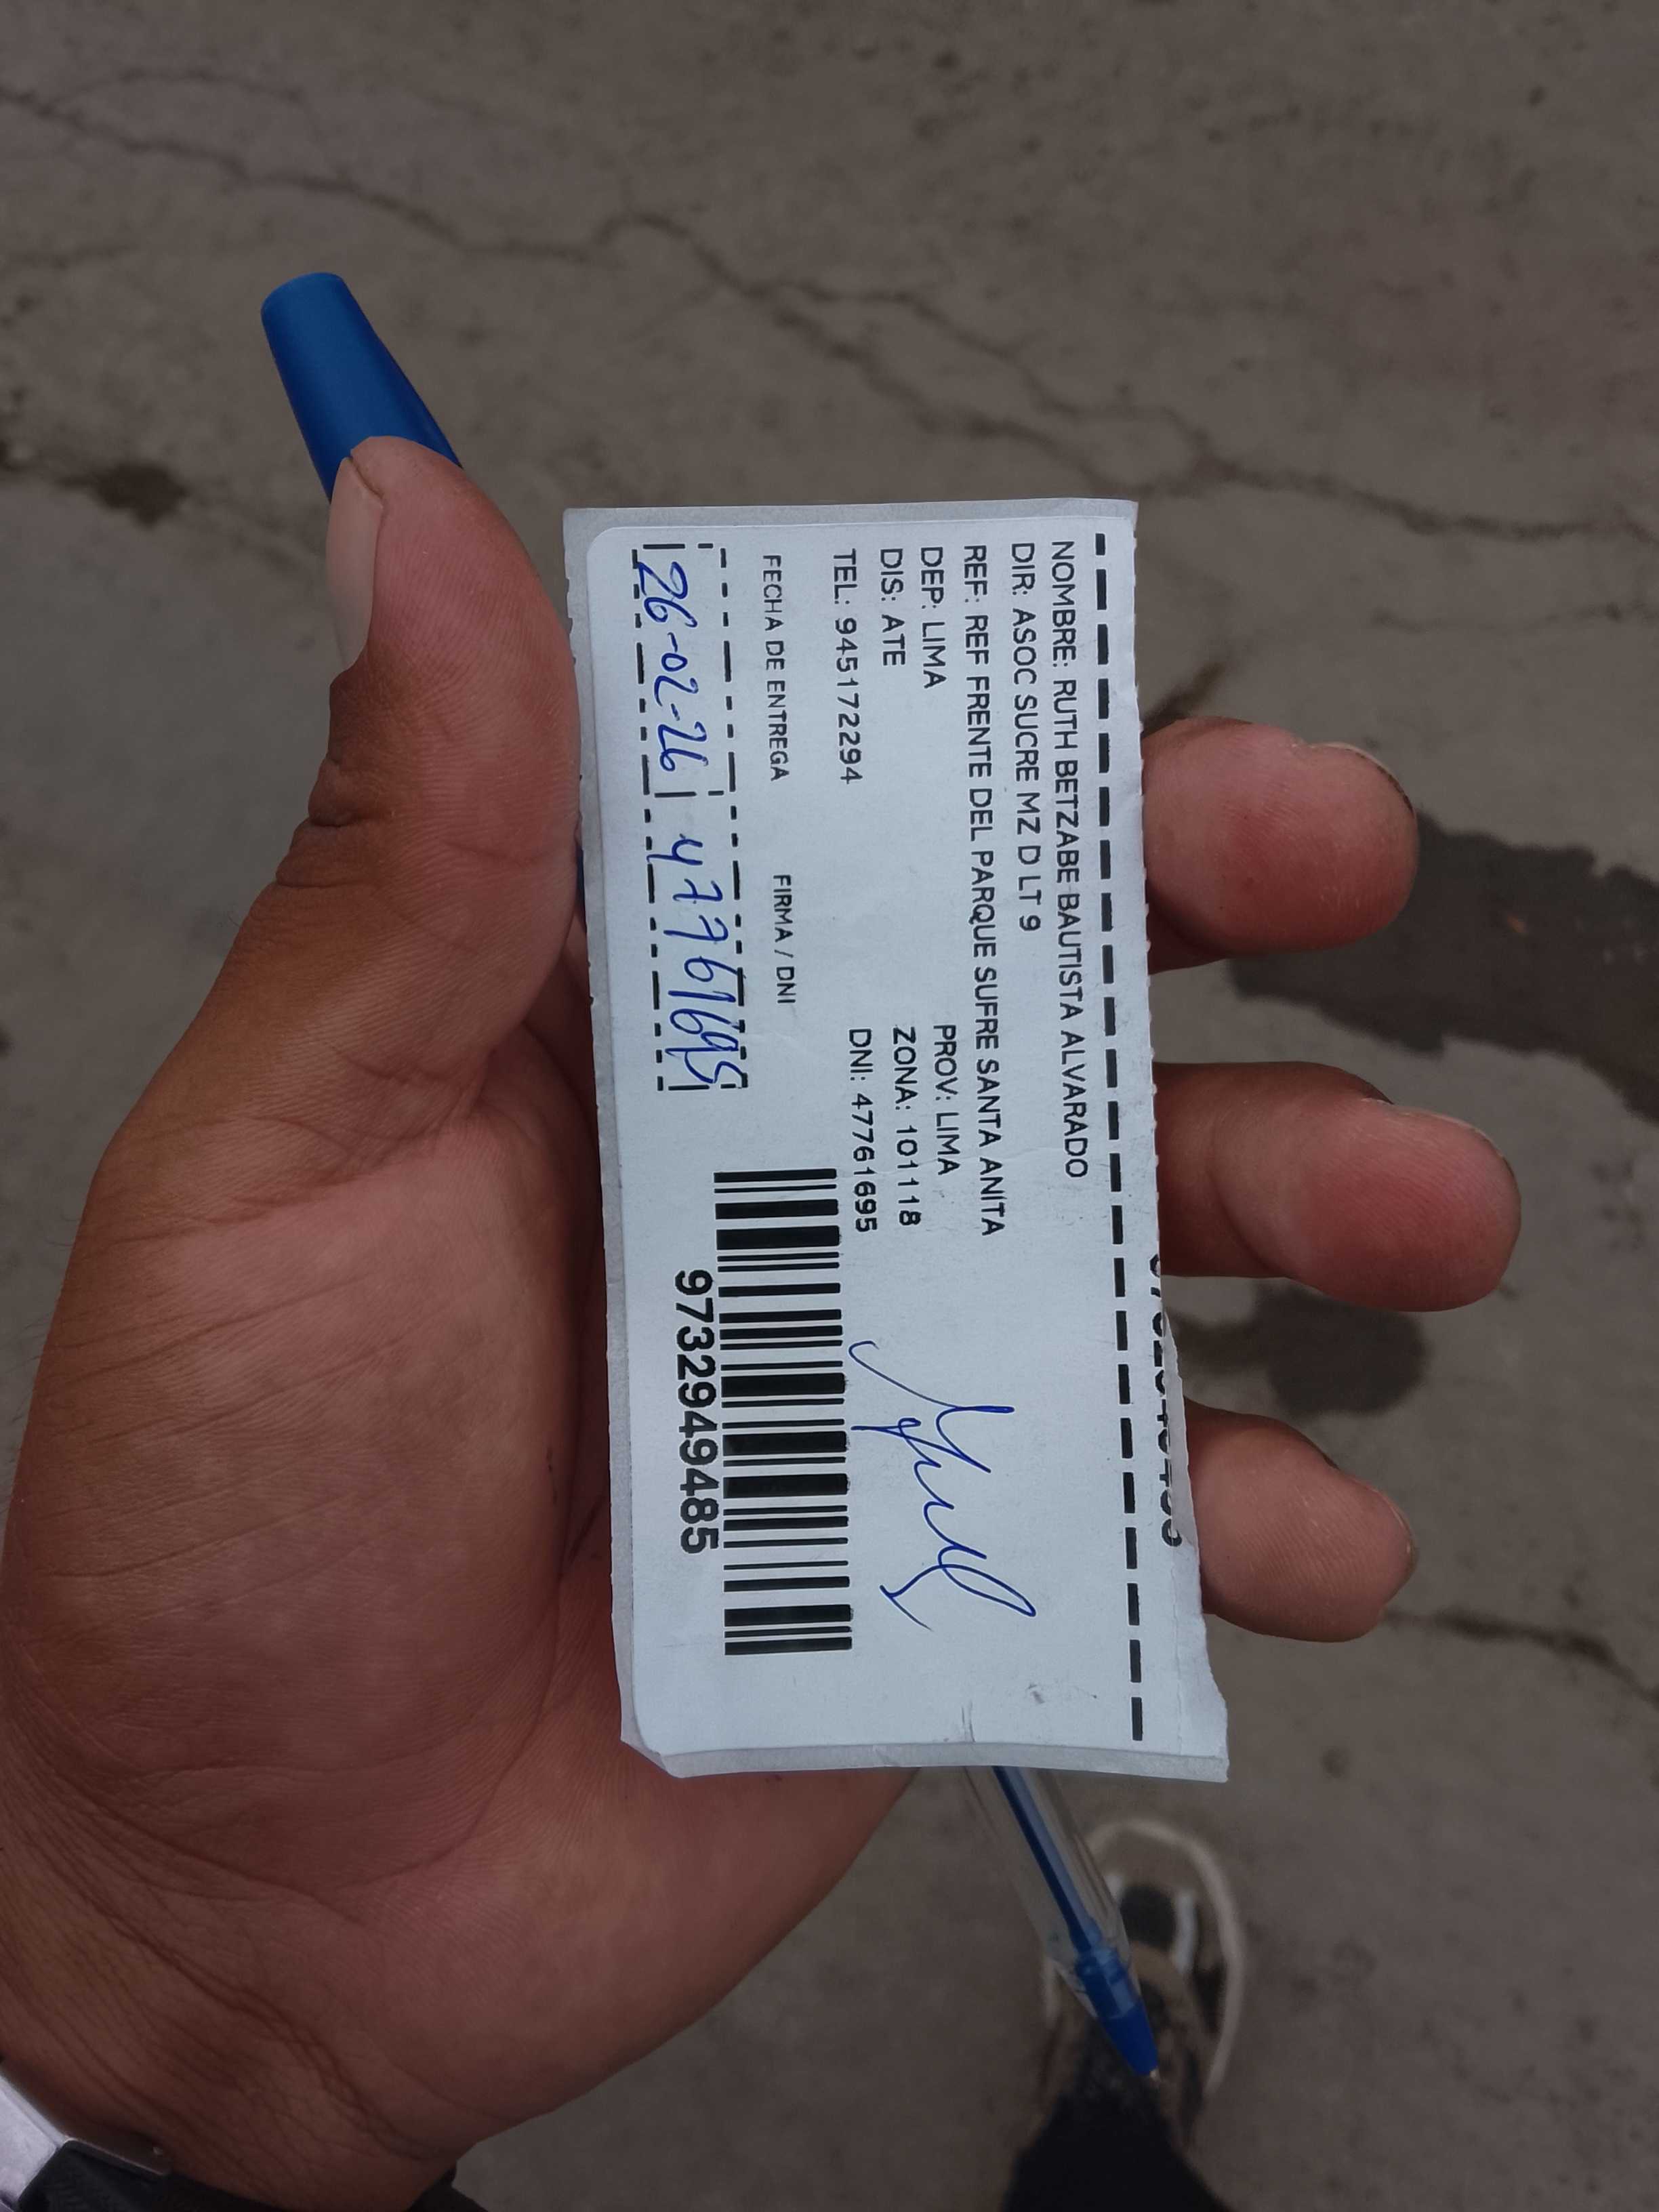 NOMBRE: RUTH BETZABE BAUTISTA ALVARADO
DIR: ASOC SUCRE MZ D LT 9
REF: REF FRENTE DEL PARQUE SUFRE SANTA ANITA
DEP: LIMA PROV: LIMA
DIS: ATE ZONA: 101118
TEL: 945172294 DNI: 47761695
FECHA DE ENTREGA FIRMA / DNI
26-02-26 47761695
9732949485